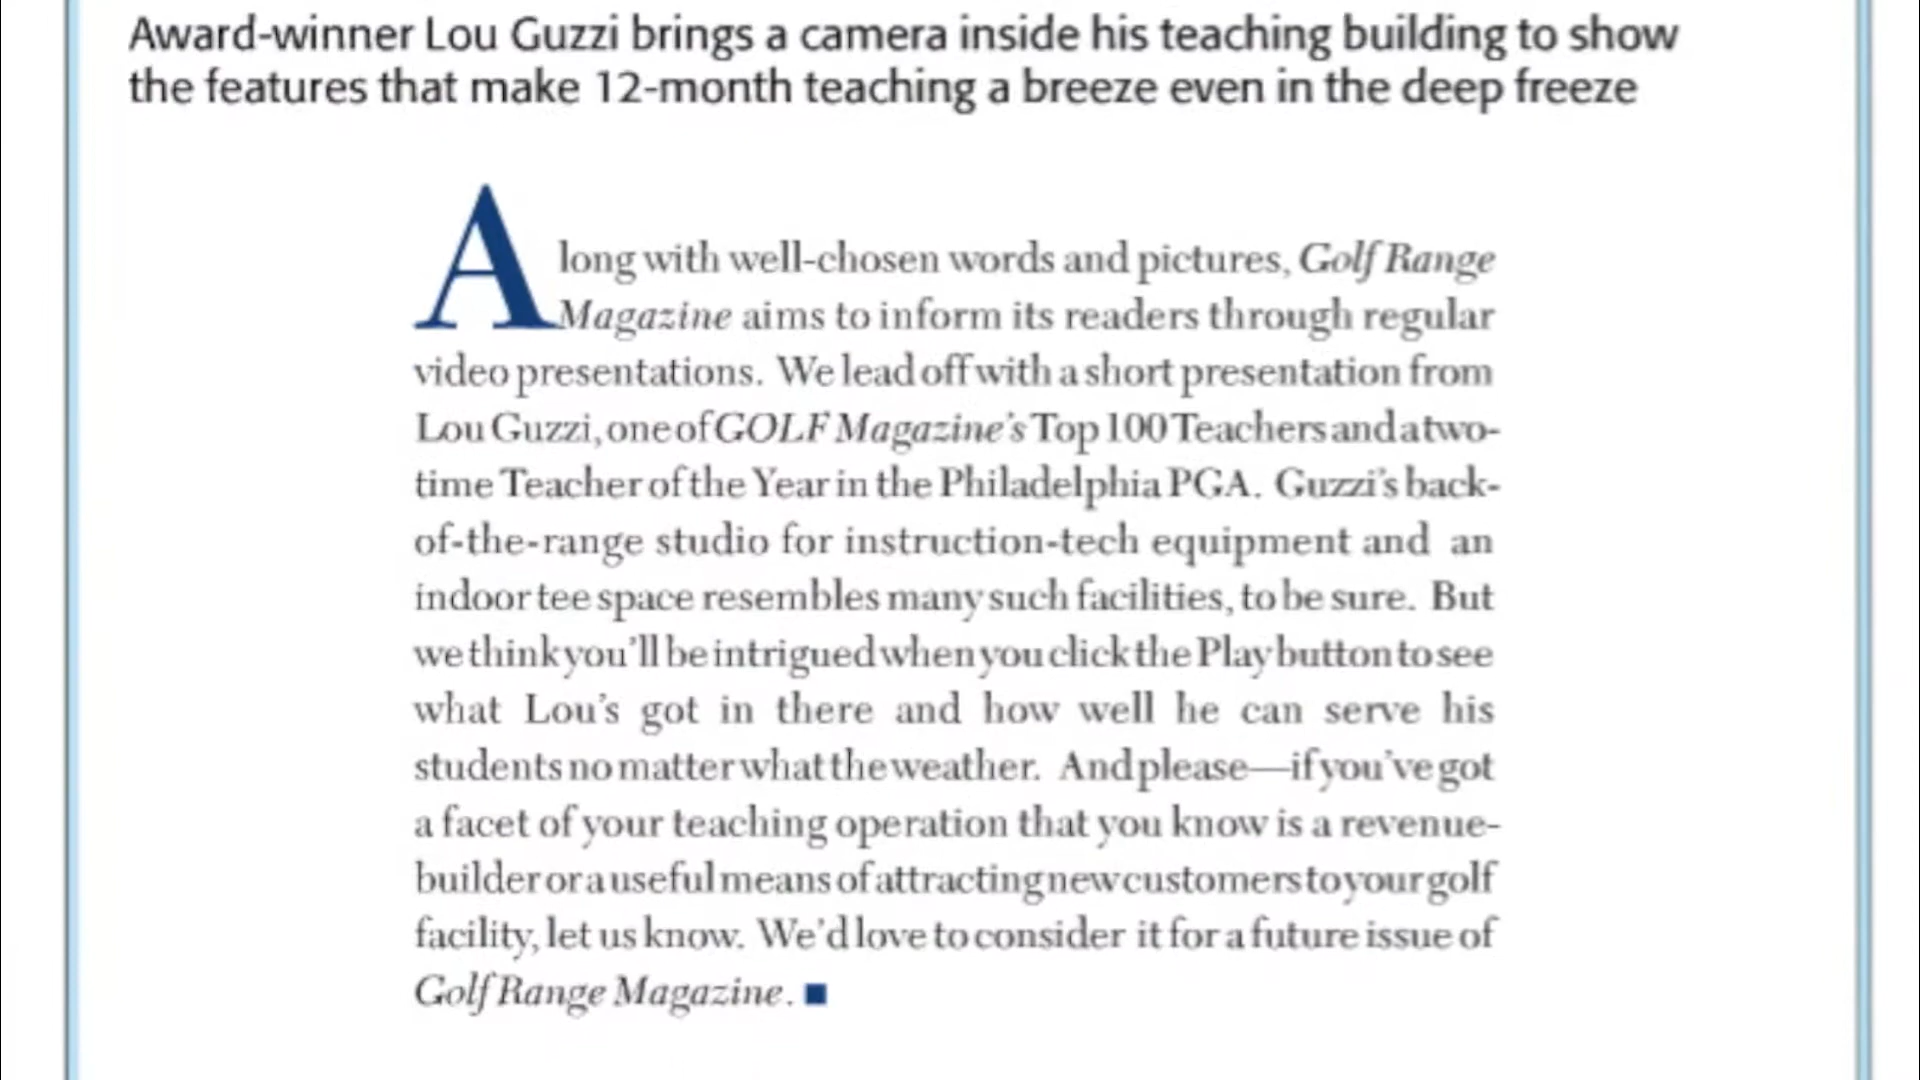 Award-winner Lou Guzzi brings a camera inside his teaching building to show
the features that make 12-month teaching a breeze even in the deep freeze
Along with well-chosen words and pictures, Golf Range
Magazine aims to inform its readers through regular
video presentations. We lead off with a short presentation from
Lou Guzzi, one of GOLF Magazine's Top 100 Teachers and a two-
time Teacher of the Year in the Philadelphia PGA. Guzzi's back-
of-the-range studio for instruction-tech equipment and an
indoor tee space resembles many such facilities, to be sure. But
we think you'll be intrigued when you click the Play button to see
what Lou's got in there and how well he can serve his
students no matter what the weather. And please—if you've got
a facet of your teaching operation that you know is a revenue-
builder or a useful means of attracting new customers to your golf
facility, let us know. We'd love to consider it for a future issue of
Golf Range Magazine. ■